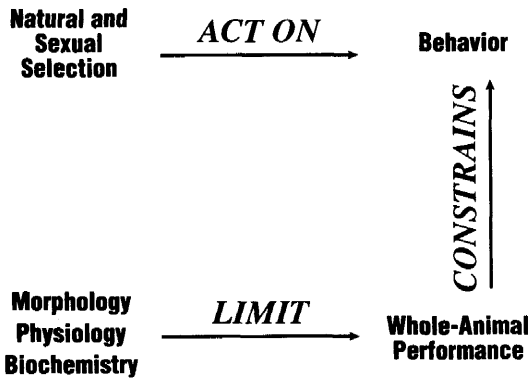 Natural and
Sexual
Selection
ACT ON
Behavior
CONSTRAINS
Morphology
Physiology
Biochemistry
LIMIT
Whole-Animal
Performance